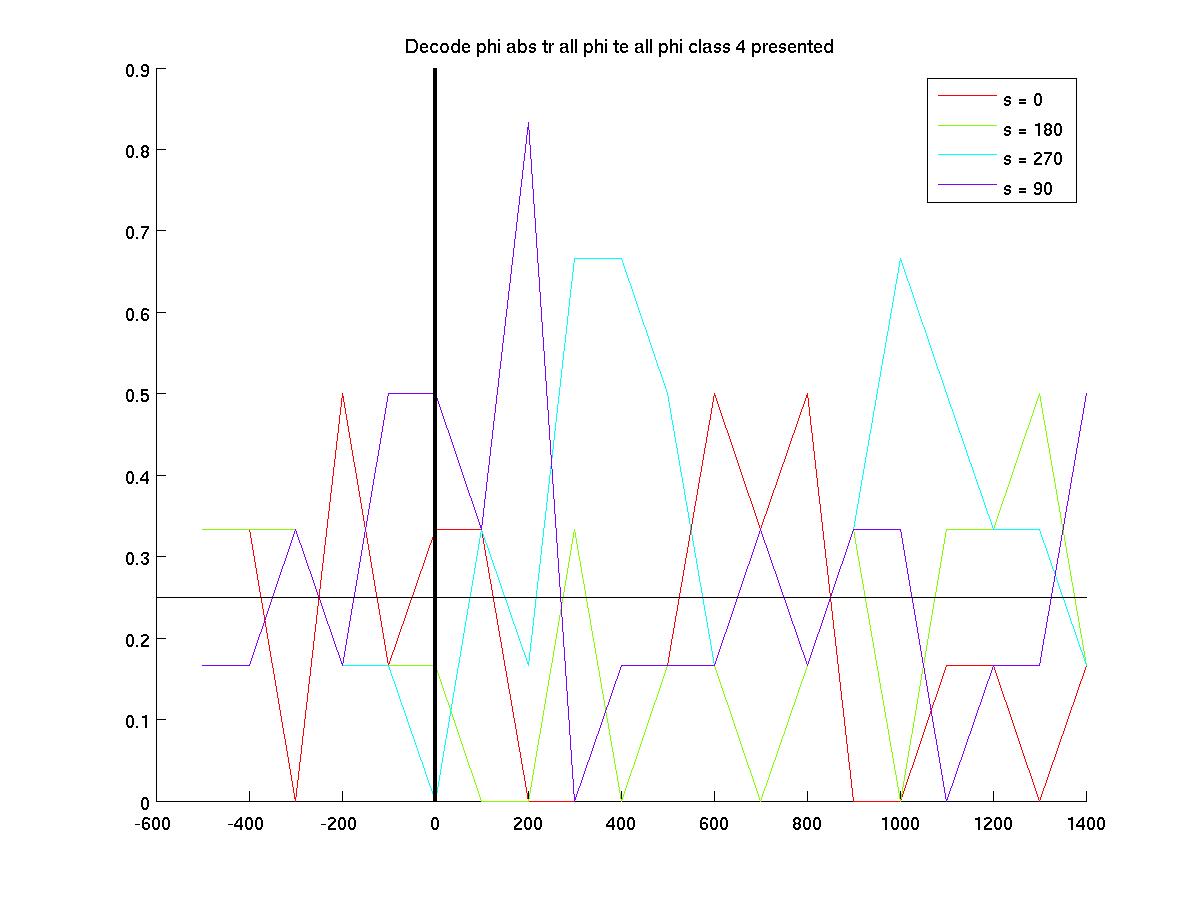 Decode phi abs tr all phi te all phi class 4 presented
s = 0
s = 180
s = 270
s = 90
0.9
0.8
0.7
0.6
0.5
0.4
0.3
0.2
0.1
0
-600 -400 -200 0 200 400 600 800 1000 1200 1400